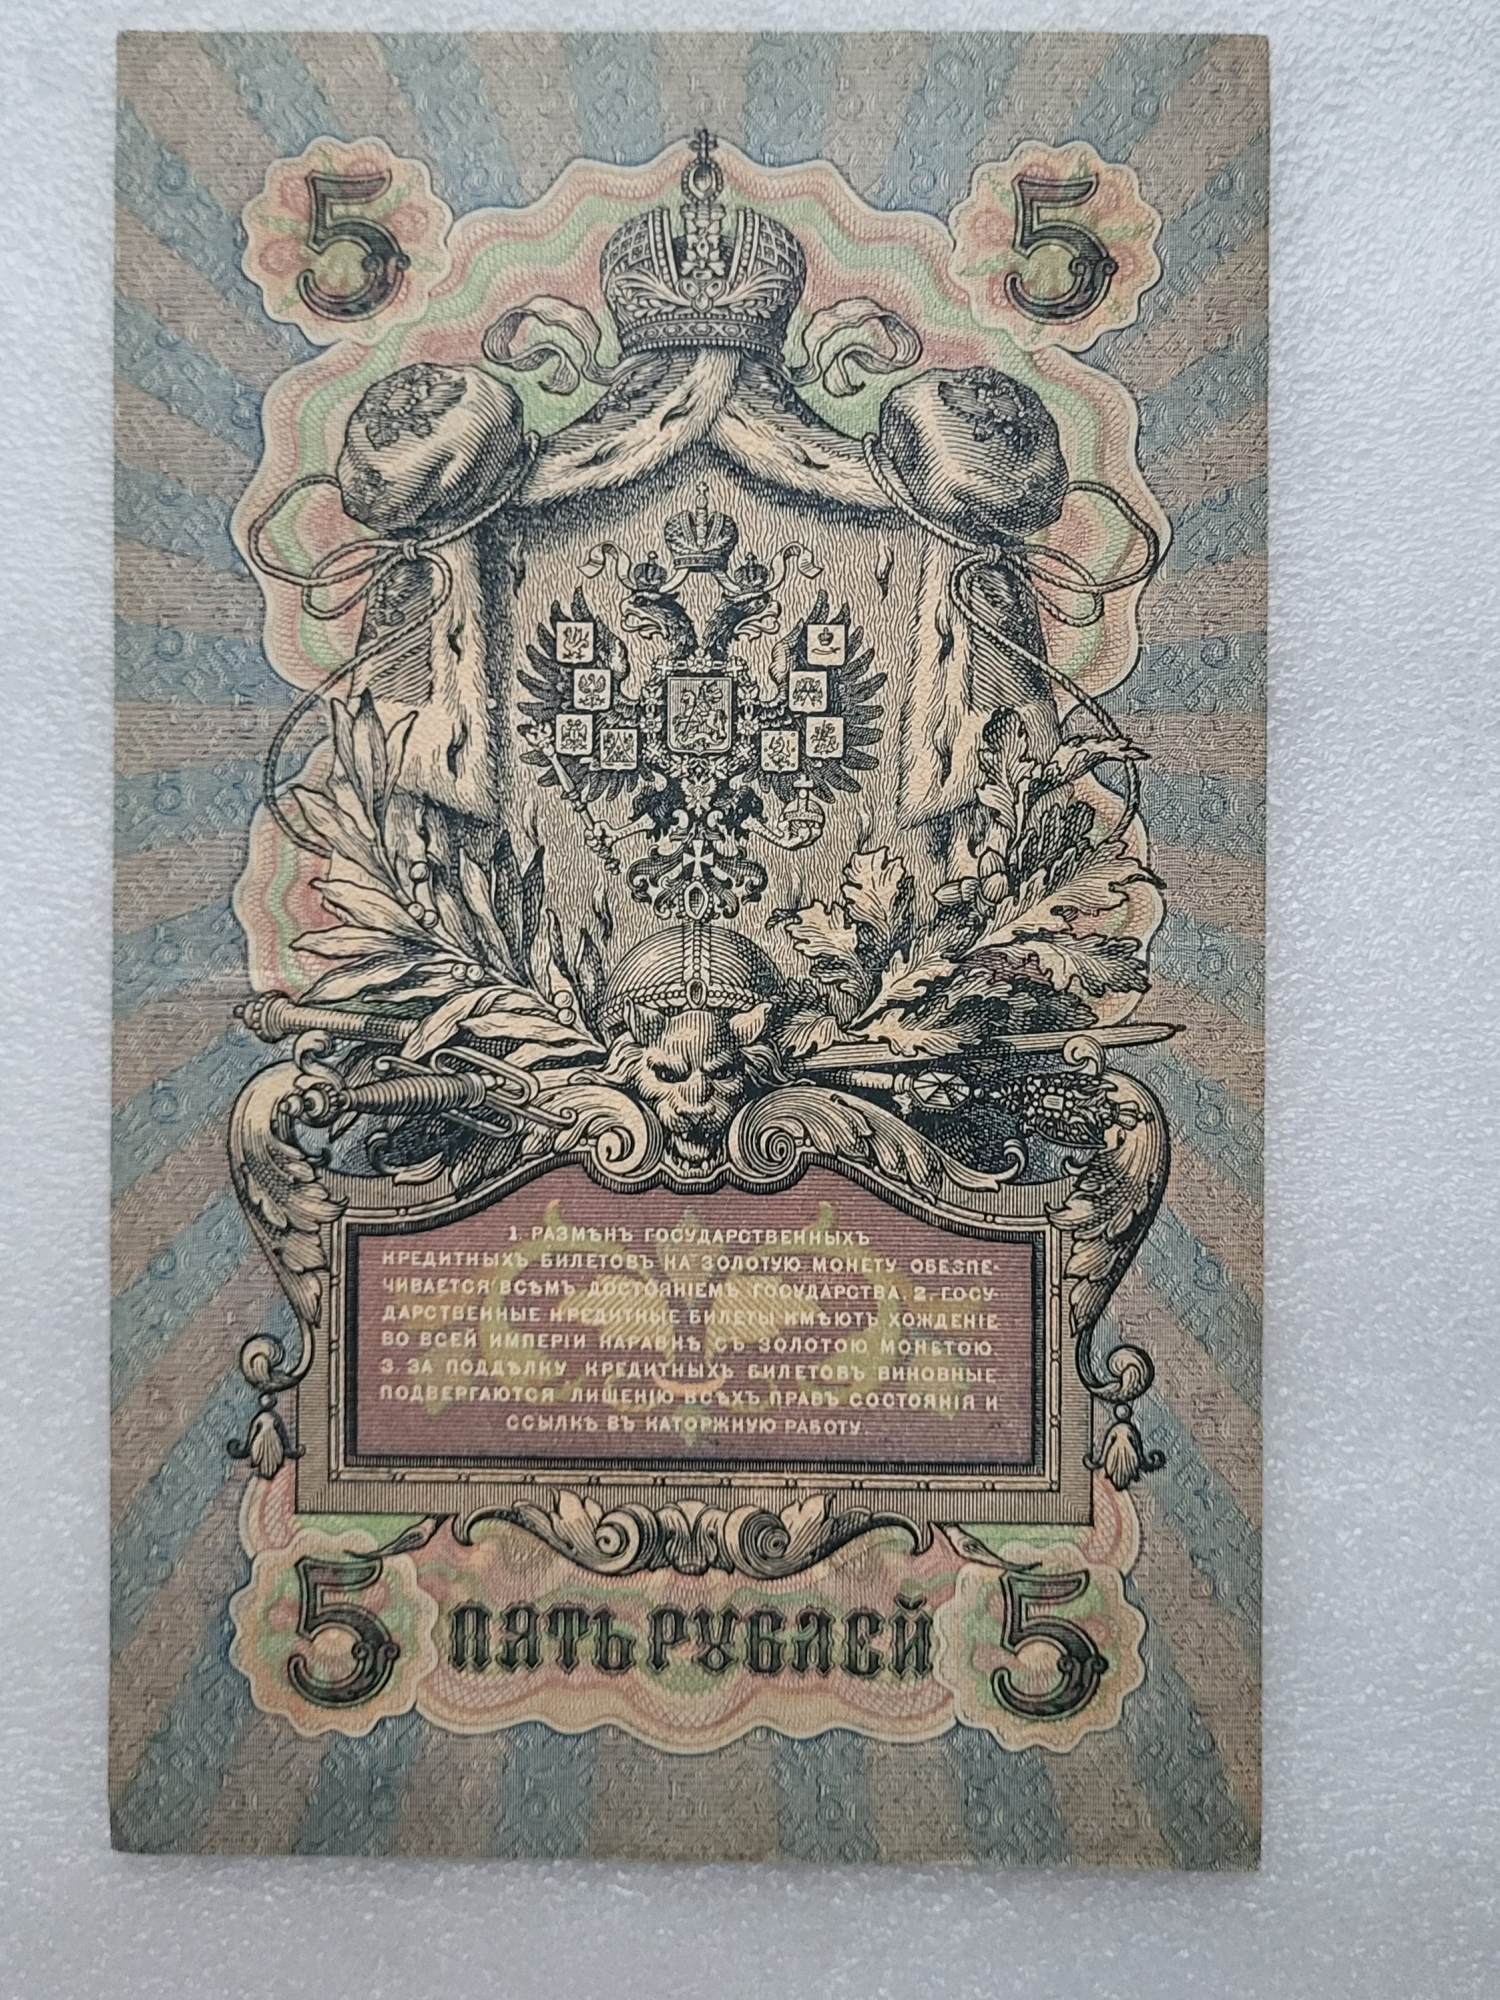 5 5
1. РАЗМѢНЪ ГОСУДАРСТВЕННЫХЪ
КРЕДИТНЫХЪ БИЛЕТОВЪ НА ЗОЛОТУЮ МОНЕТУ ОБЕЗПЕ-
ЧИВАЕТСЯ ВСѢМЪ ДОСТОЯНІЕМЪ ГОСУДАРСТВА. 2. ГОСУ-
ДАРСТВЕННЫЕ КРЕДИТНЫЕ БИЛЕТЫ ИМѢЮТЪ ХОЖДЕНІЕ
ВО ВСЕЙ ИМПЕРІИ НАРАВНѢ СЪ ЗОЛОТОЮ МОНЕТОЮ.
3. ЗА ПОДДѢЛКУ КРЕДИТНЫХЪ БИЛЕТОВЪ ВИНОВНЫЕ
ПОДВЕРГАЮТСЯ ЛИШЕНІЮ ВСѢХЪ ПРАВЪ СОСТОЯНІЯ И
ССЫЛКѢ ВЪ КАТОРЖНУЮ РАБОТУ.
5 ПЯТЬ РУБЛЕЙ 5